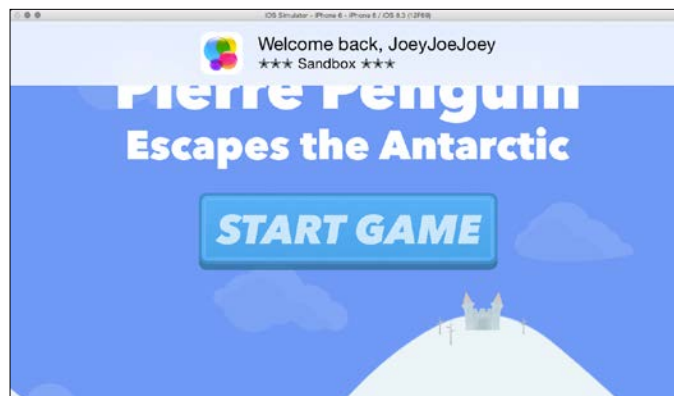 iOS Simulator - iPhone 6 - iPhone 6 / iOS 8.3 (12F69)
Welcome back, JoeyJoeJoey
★★★ Sandbox ★★★
Pierre Penguin
Escapes the Antarctic
START GAME